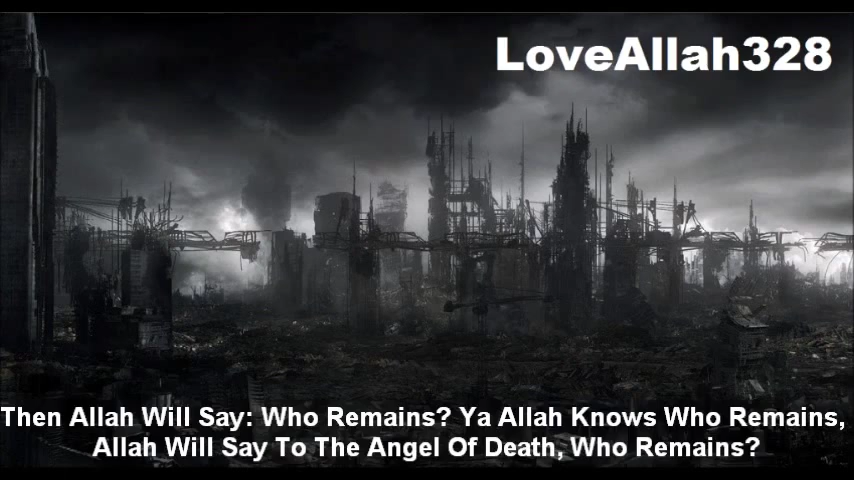 LoveAllah328
Then Allah Will Say: Who Remains? Ya Allah Knows Who Remains,
Allah Will Say To The Angel Of Death, Who Remains?